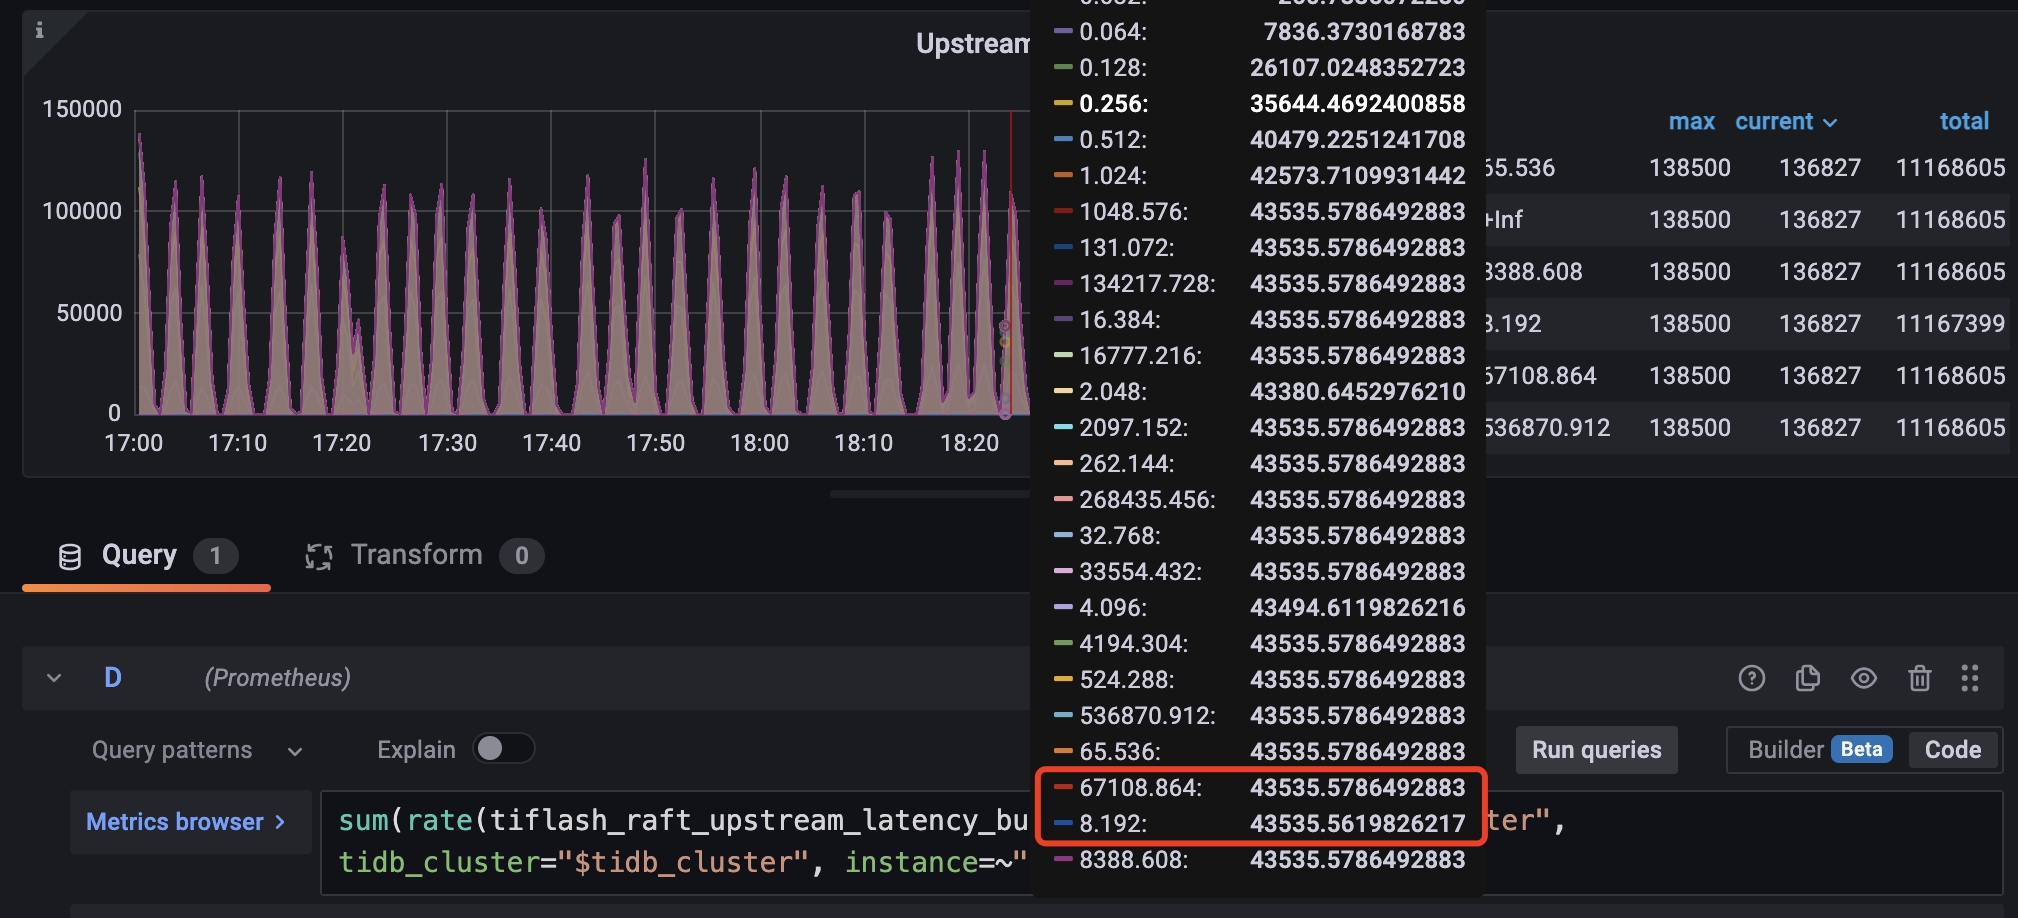 Upstream
150000
100000
50000
0
17:00 17:10 17:20 17:30 17:40 17:50 18:00 18:10 18:20
0.064: 7836.3730168783
0.128: 26107.0248352723
0.256: 35644.4692400858
0.512: 40479.2251241708
1.024: 42573.7109931442
1048.576: 43535.5786492883
131.072: 43535.5786492883
134217.728: 43535.5786492883
16.384: 43535.5786492883
16777.216: 43535.5786492883
2.048: 43380.6452976210
2097.152: 43535.5786492883
262.144: 43535.5786492883
268435.456: 43535.5786492883
32.768: 43535.5786492883
33554.432: 43535.5786492883
4.096: 43494.6119826216
4194.304: 43535.5786492883
524.288: 43535.5786492883
536870.912: 43535.5786492883
65.536: 43535.5786492883
67108.864: 43535.5786492883
8.192: 43535.5619826217
8388.608: 43535.5786492883
max current total
65.536 138500 136827 11168605
+Inf 138500 136827 11168605
8388.608 138500 136827 11168605
8.192 138500 136827 11167399
67108.864 138500 136827 11168605
536870.912 138500 136827 11168605
Query 1 Transform 0
D (Prometheus)
Query patterns Explain Run queries Builder Beta Code
Metrics browser >
sum(rate(tiflash_raft_upstream_latency_bu ter",
tidb_cluster="$tidb_cluster", instance=~"